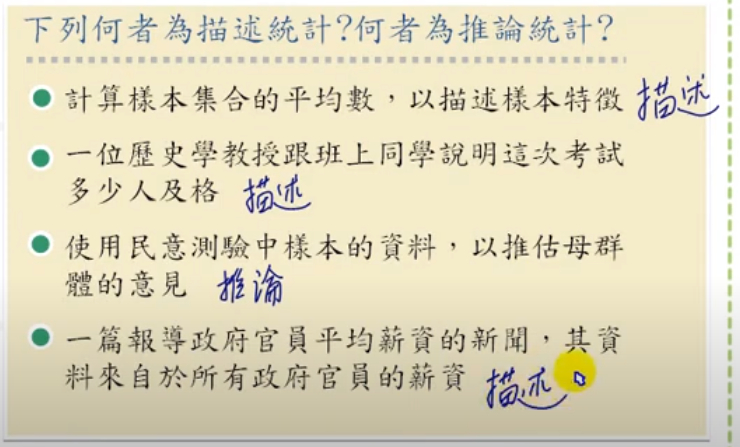 下列何者為描述統計?何者為推論統計?
計算樣本集合的平均數，以描述樣本特徵 描述
一位歷史學教授跟班上同學說明這次考試
多少人及格 描述
使用民意測驗中樣本的資料，以推估母群
體的意見 推論
一篇報導政府官員平均薪資的新聞，其資
料來自於所有政府官員的薪資 描述